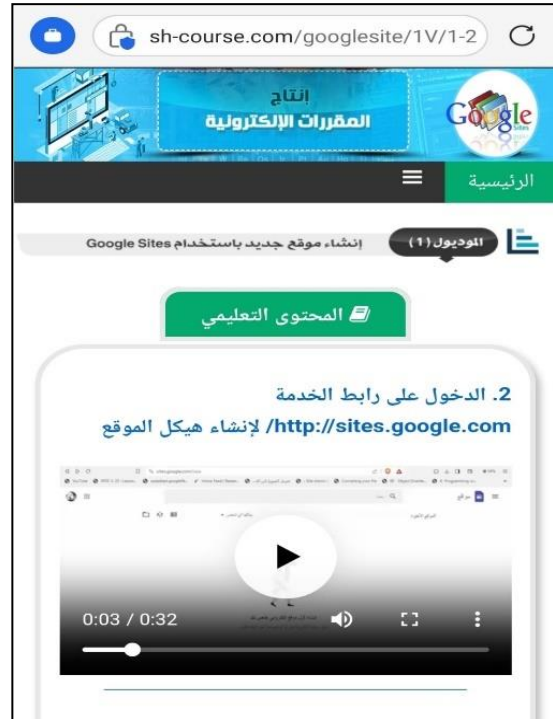 sh-course.com/googlesite/1V/1-2
إنتاج
المقررات الإلكترونية
Google
Sites
الرئيسية
الموديول (1)
إنشاء موقع جديد باستخدام Google Sites
المحتوى التعليمي
2. الدخول على رابط الخدمة
http://sites.google.com/ لإنشاء هيكل الموقع
0:03 / 0:32